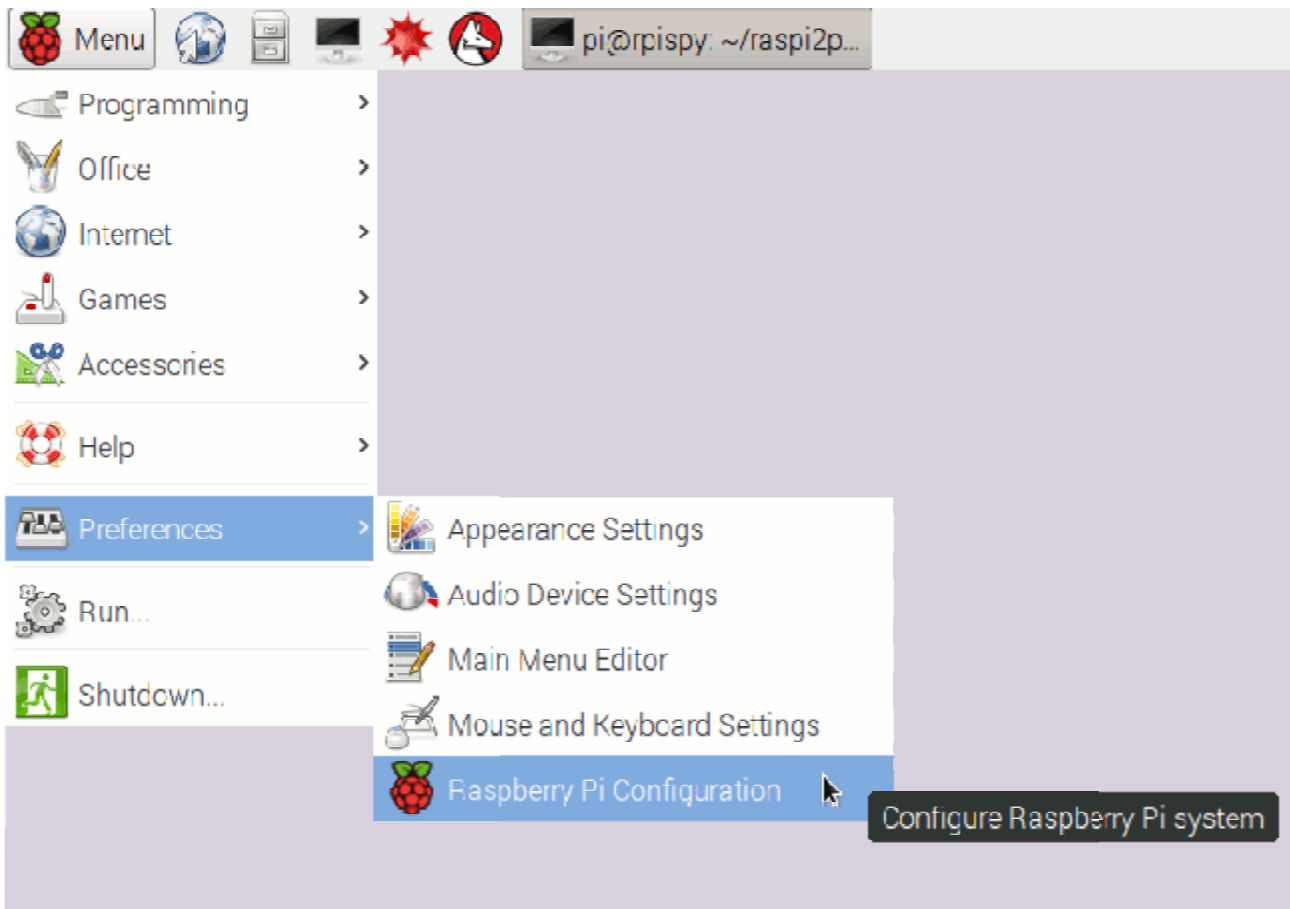 Menu
pi@rpispy: ~/raspi2p...
Programming
Office
Internet
Games
Accessories
Help
Preferences
Run...
Shutdown...
Appearance Settings
Audio Device Settings
Main Menu Editor
Mouse and Keyboard Settings
Raspberry Pi Configuration
Configure Raspberry Pi system